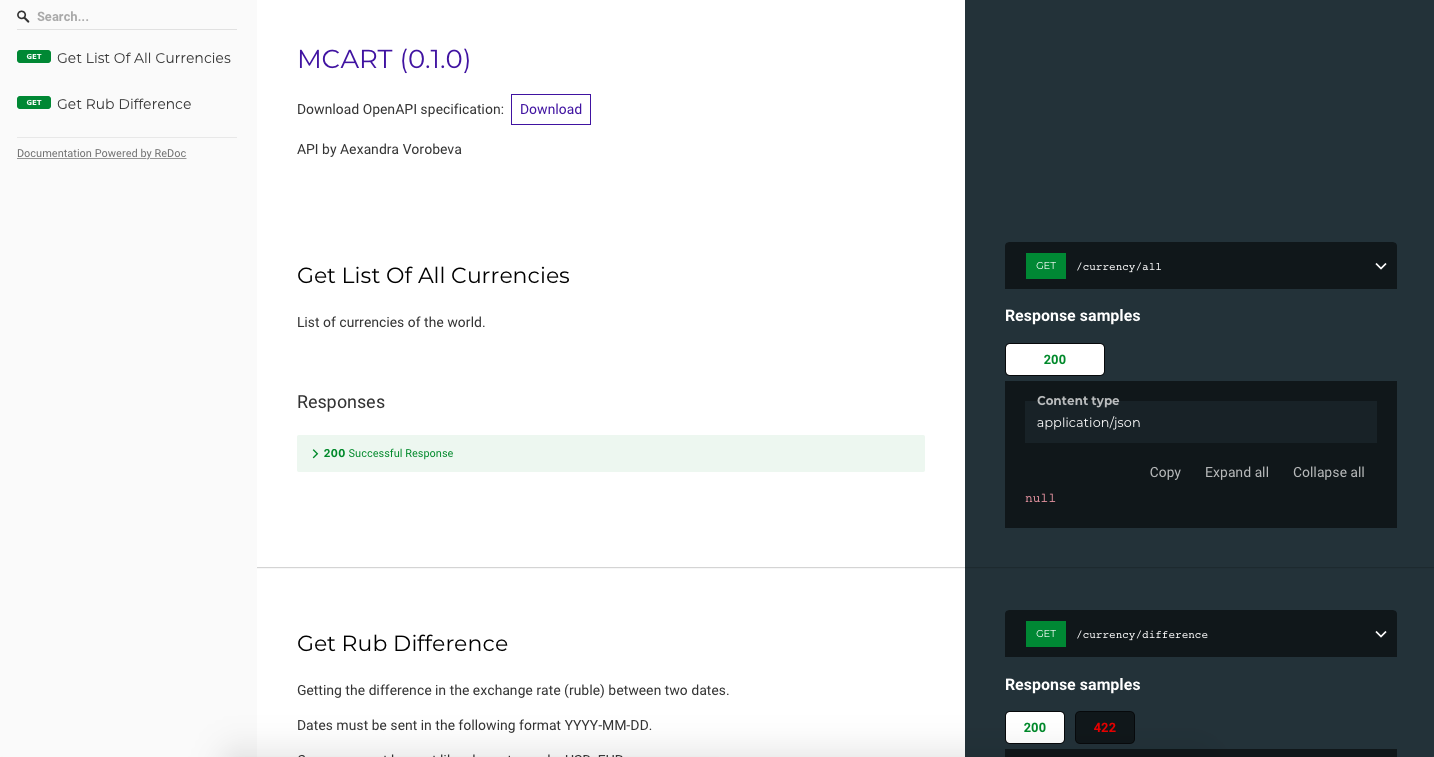 Search...
GET Get List Of All Currencies
GET Get Rub Difference
Documentation Powered by ReDoc
MCART (0.1.0)
Download OpenAPI specification: Download
API by Aexandra Vorobeva
Get List Of All Currencies
List of currencies of the world.
Responses
200 Successful Response
GET /currency/all
Response samples
200
Content type
application/json
Copy Expand all Collapse all
null
Get Rub Difference
Getting the difference in the exchange rate (ruble) between two dates.
Dates must be sent in the following format YYYY-MM-DD.
GET /currency/difference
Response samples
200 422